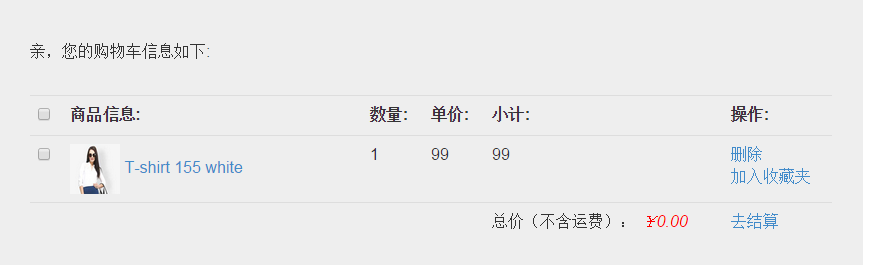 亲，您的购物车信息如下:
商品信息: 数量: 单价: 小计: 操作:
T-shirt 155 white 1 99 99 删除
加入收藏夹
总价（不含运费）： ¥0.00 去结算